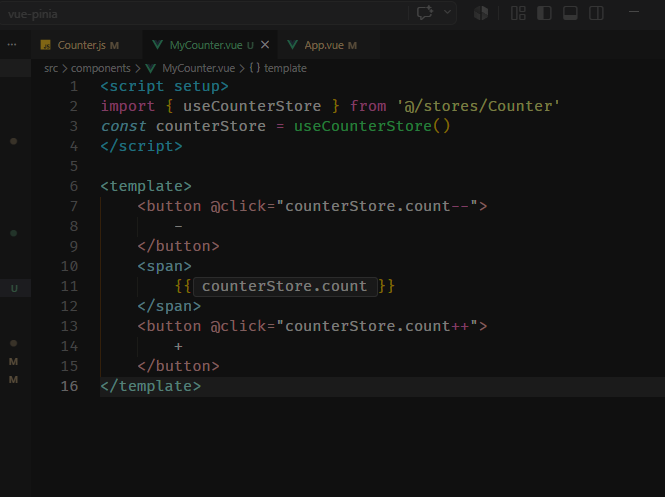 vue-pinia
... Counter.js M MyCounter.vue U App.vue M
src > components > MyCounter.vue > {} template
1 <script setup>
2 import { useCounterStore } from '@/stores/Counter'
3 const counterStore = useCounterStore()
4 </script>
5
6 <template>
7 <button @click="counterStore.count--">
8 -
9 </button>
10 <span>
11 {{ counterStore.count }}
12 </span>
13 <button @click="counterStore.count++">
14 +
15 </button>
16 </template>
U
M
M